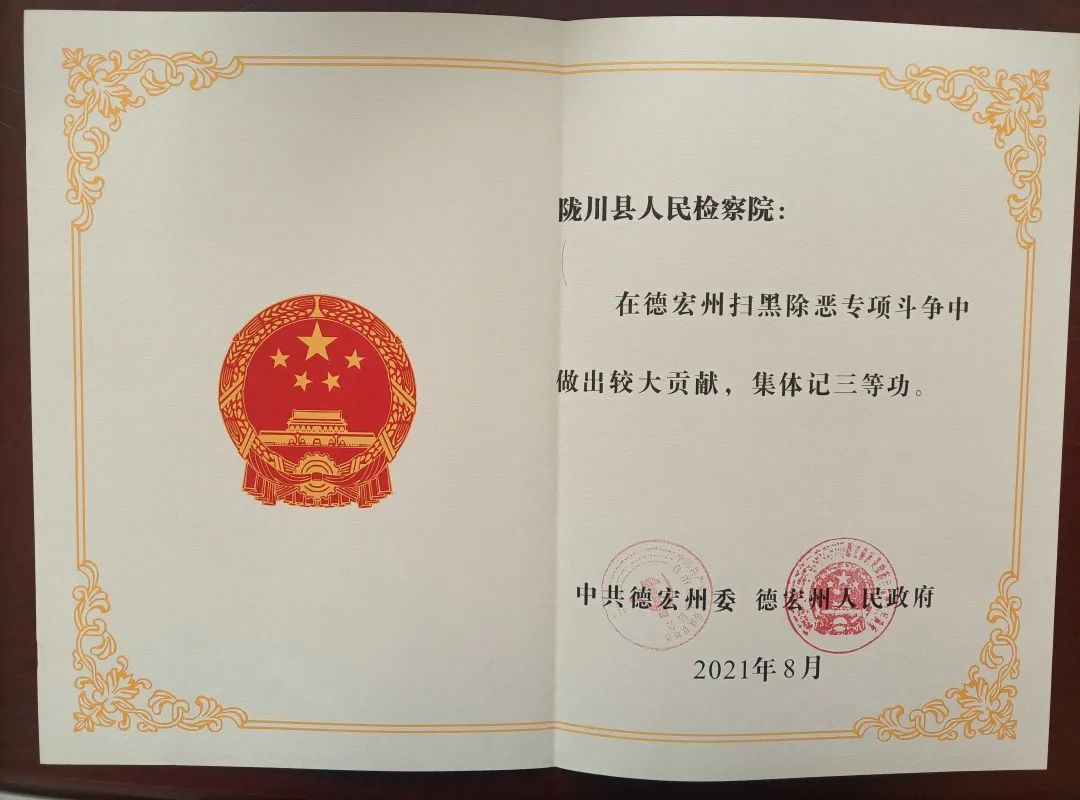 陇川县人民检察院：
在德宏州扫黑除恶专项斗争中
做出较大贡献，集体记三等功。
中共德宏州委 德宏州人民政府
2021年8月